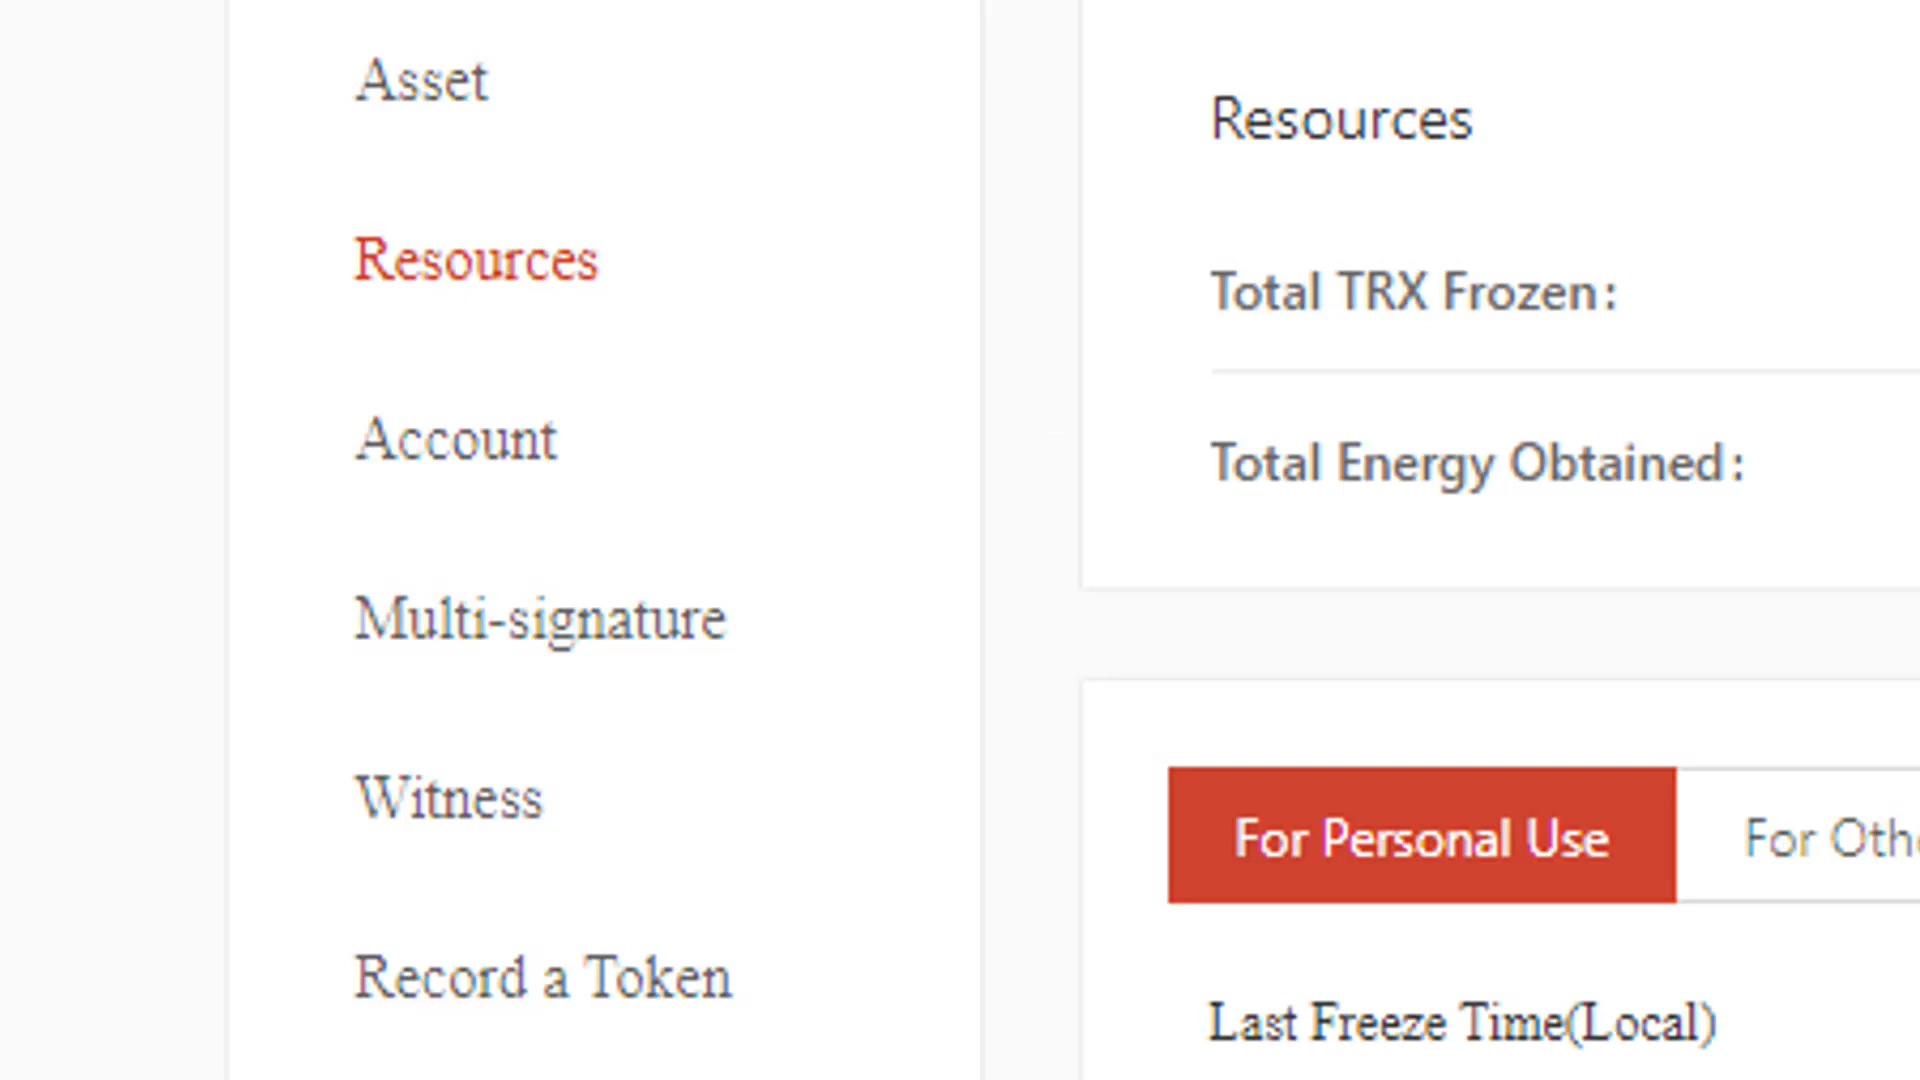 Asset
Resources
Account
Multi-signature
Witness
Record a Token
Resources
Total TRX Frozen:
Total Energy Obtained:
For Personal Use
For
Last Freeze Time(Local)